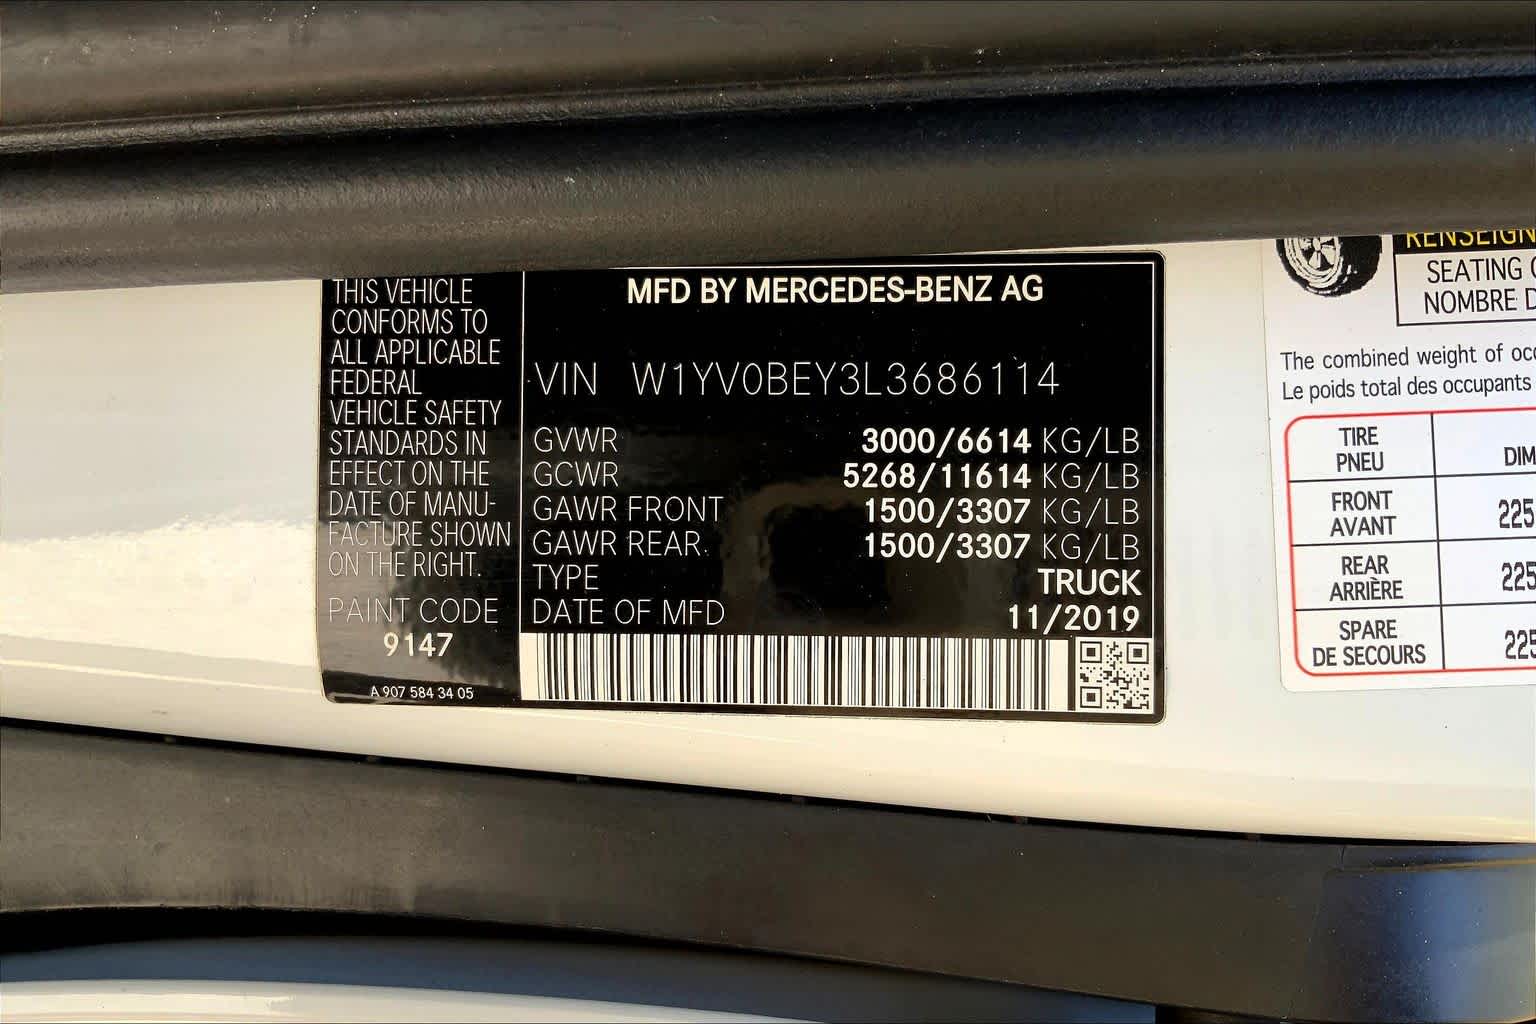 THIS VEHICLE
CONFORMS TO
ALL APPLICABLE
FEDERAL
VEHICLE SAFETY
STANDARDS IN
EFFECT ON THE
DATE OF MANU-
FACTURE SHOWN
ON THE RIGHT.
PAINT CODE
9147
A 907 584 34 05
MFD BY MERCEDES-BENZ AG
VIN W1YV0BEY3L3686114
GVWR 3000/6614 KG/LB
GCWR 5268/11614 KG/LB
GAWR FRONT 1500/3307 KG/LB
GAWR REAR 1500/3307 KG/LB
TYPE TRUCK
DATE OF MFD 11/2019
SEATING
NOMBRE
The combined weight of
Le poids total des occupants
TIRE
PNEU
FRONT
AVANT
225
REAR
ARRIÈRE
225
SPARE
DE SECOURS
225